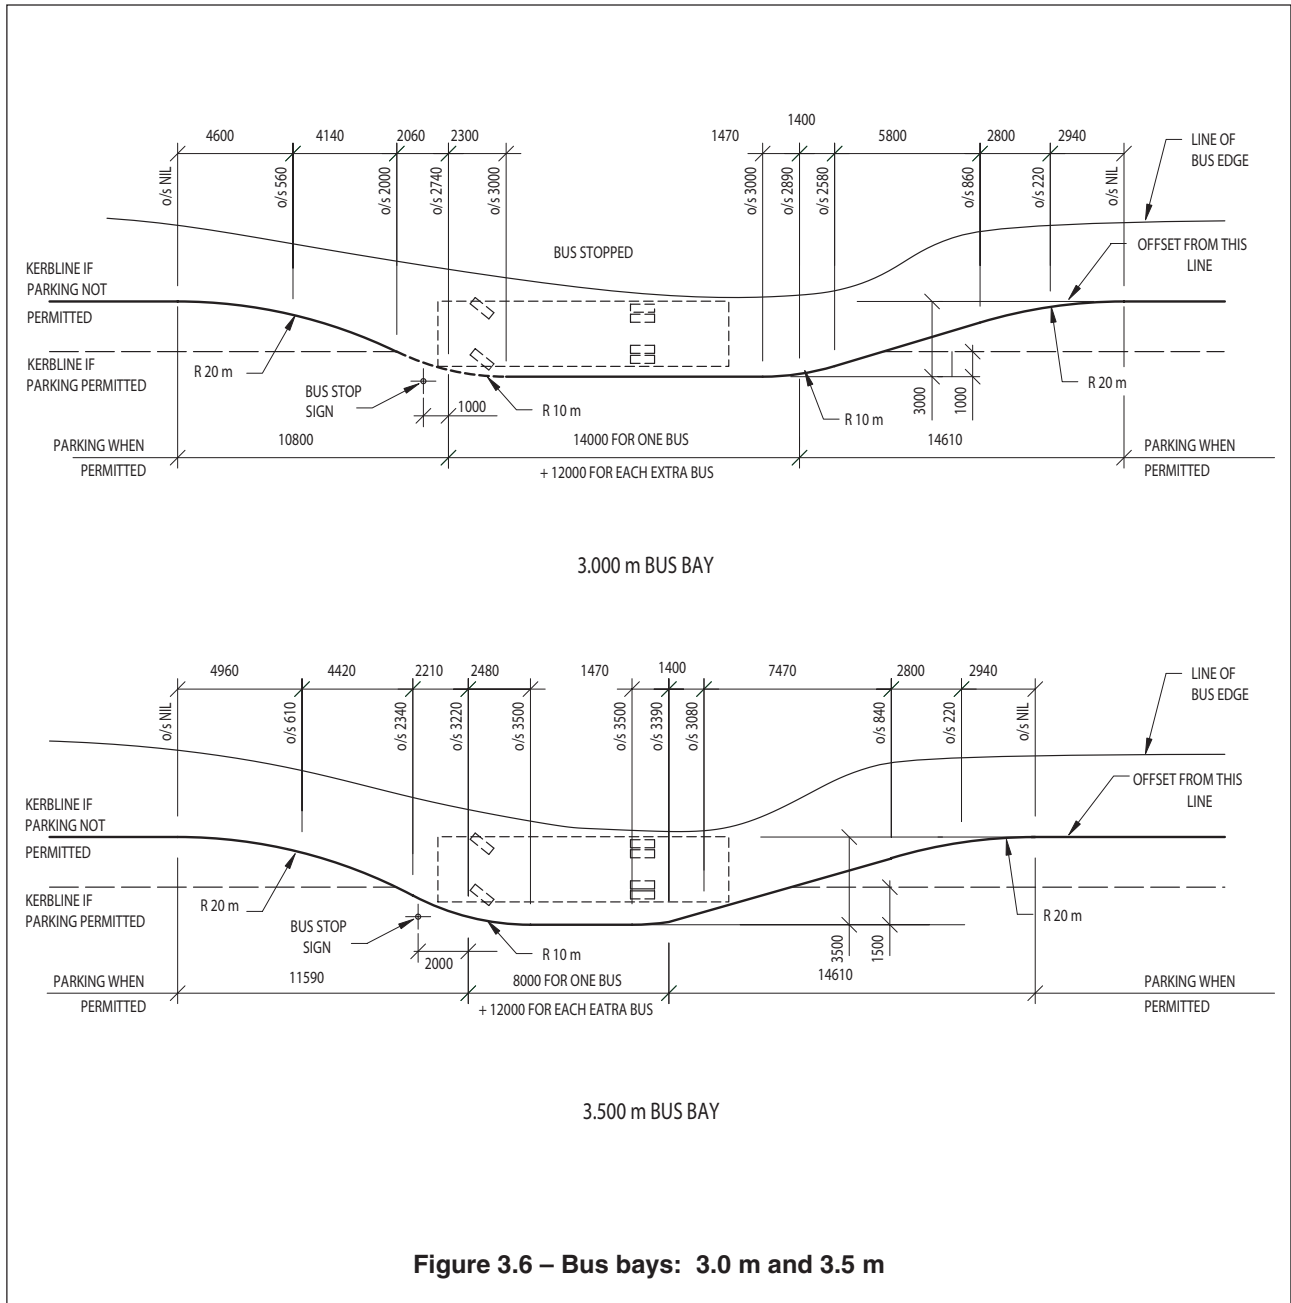 1400
4600 4140 2060 2300 1470 5800 2800 2940
LINE OF
BUS EDGE
o/s NIL o/s 560 o/s 2000 o/s 2740 o/s 3000 o/s 3000 o/s 2890 o/s 2580 o/s 860 o/s 220 o/s NIL
BUS STOPPED
OFFSET FROM THIS
LINE
KERBLINE IF
PARKING NOT
PERMITTED
KERBLINE IF
PARKING PERMITTED
R 20 m
BUS STOP
SIGN
1000
R 10 m
R 10 m
3000
1000
R 20 m
PARKING WHEN
PERMITTED
10800
14000 FOR ONE BUS
+ 12000 FOR EACH EXTRA BUS
14610
PARKING WHEN
PERMITTED
3.000 m BUS BAY
4960 4420 2210 2480 1470 1400 7470 2800 2940
LINE OF
BUS EDGE
o/s NIL o/s 610 o/s 2340 o/s 3220 o/s 3500 o/s 3500 o/s 3390 o/s 3080 o/s 840 o/s 220 o/s NIL
OFFSET FROM THIS
LINE
KERBLINE IF
PARKING NOT
PERMITTED
KERBLINE IF
PARKING PERMITTED
R 20 m
BUS STOP
SIGN
2000
R 10 m
3500
1500
R 20 m
PARKING WHEN
PERMITTED
11590
8000 FOR ONE BUS
+ 12000 FOR EACH EATRA BUS
14610
PARKING WHEN
PERMITTED
3.500 m BUS BAY
Figure 3.6 – Bus bays: 3.0 m and 3.5 m